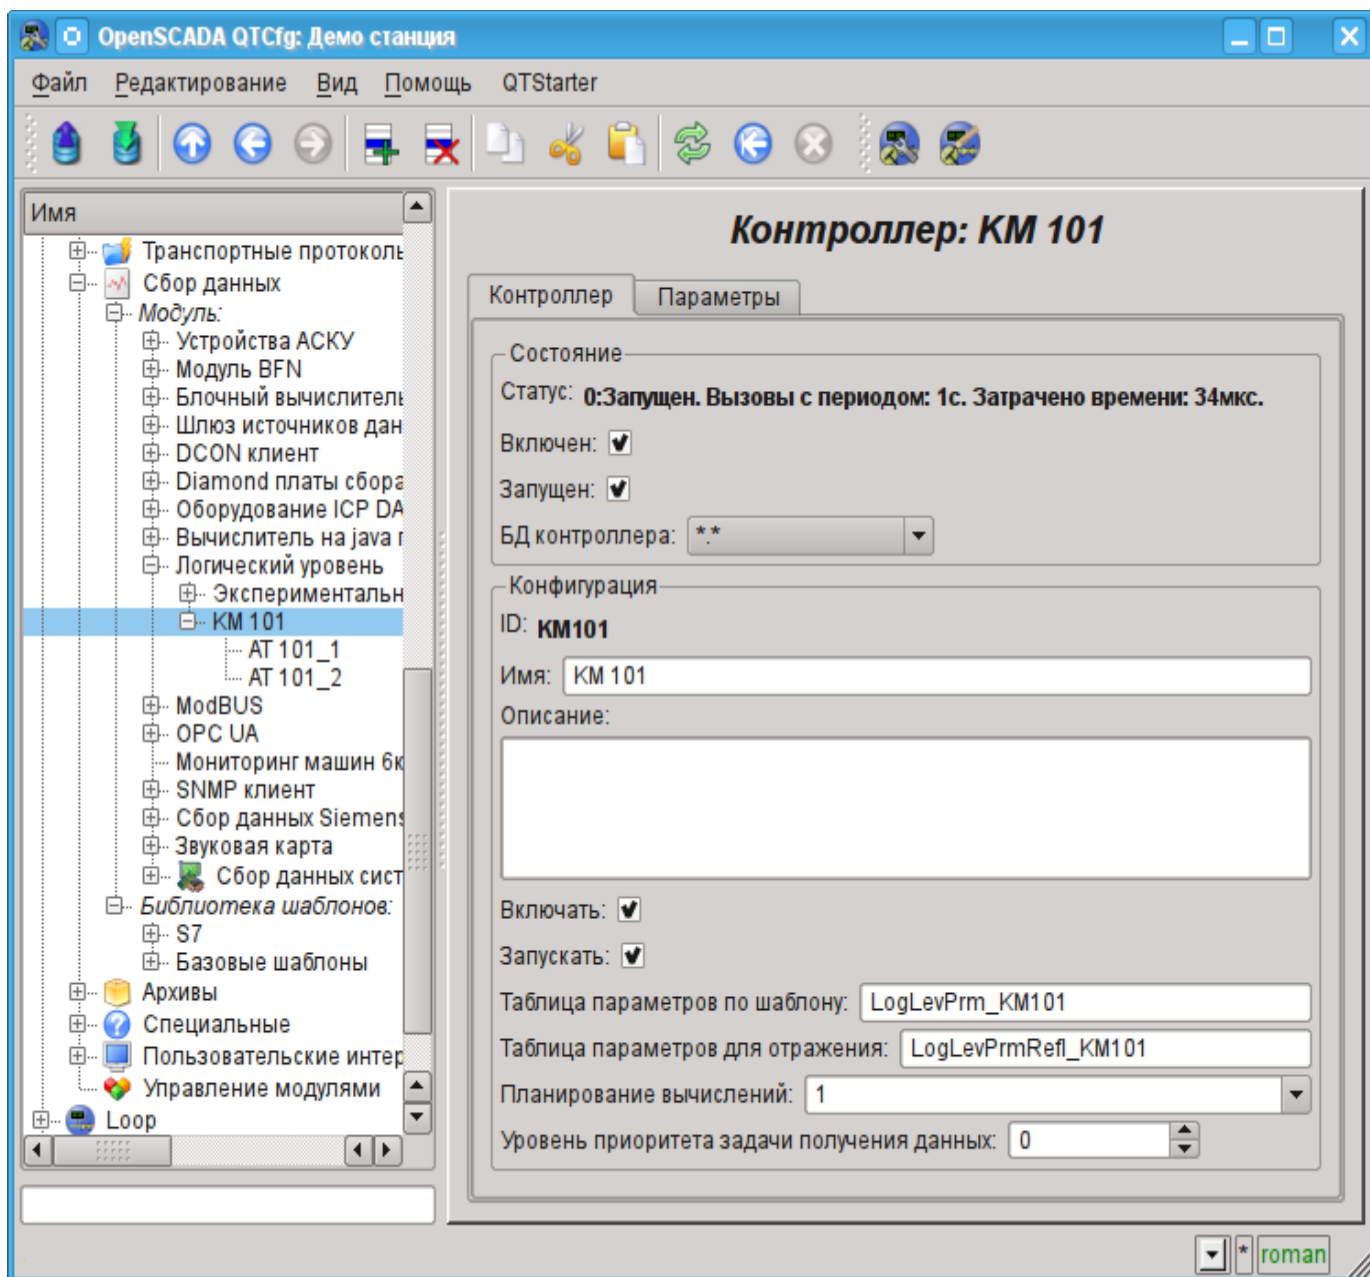 OpenSCADA QTCfg: Демо станция
Файл Редактирование Вид Помощь QTStarter
Имя
Транспортные протоколы
Сбор данных
Модуль:
Устройства АСКУ
Модуль BFN
Блочный вычислитель
Шлюз источников дан
DCON клиент
Diamond платы сбора
Оборудование ICP DA
Вычислитель на java п
Логический уровень
Экспериментальн
KM 101
AT 101_1
AT 101_2
ModBUS
OPC UA
Мониторинг машин 6к
SNMP клиент
Сбор данных Siemens
Звуковая карта
Сбор данных сист
Библиотека шаблонов:
S7
Базовые шаблоны
Архивы
Специальные
Пользовательские интер
Управление модулями
Loop
Контроллер: KM 101
Контроллер Параметры
Состояние
Статус: 0:Запущен. Вызовы с периодом: 1с. Затрачено времени: 34мкс.
Включен:
Запущен:
БД контроллера: *.*
Конфигурация
ID: KM101
Имя: KM 101
Описание:
Включать:
Запускать:
Таблица параметров по шаблону: LogLevPrm_KM101
Таблица параметров для отражения: LogLevPrmRefl_KM101
Планирование вычислений: 1
Уровень приоритета задачи получения данных: 0
* roman